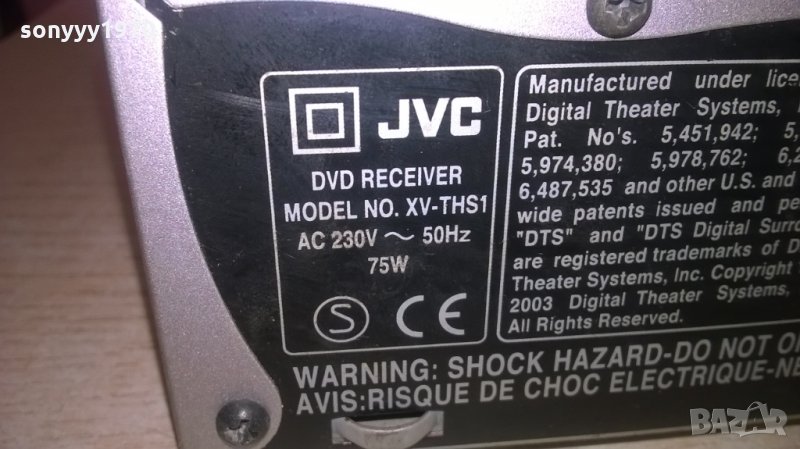 JVC
DVD RECEIVER
MODEL NO. XV-THS1
AC 230V ~ 50Hz
75W
S CE
Manufactured under lice
Digital Theater Systems,
Pat. No's. 5,451,942; 5,
5,974,380; 5,978,762; 6,2
6,487,535 and other U.S. and
wide patents issued and pe
"DTS" and "DTS Digital Surro
are registered trademarks of D
Theater Systems, Inc. Copyright
2003 Digital Theater Systems,
All Rights Reserved.
WARNING: SHOCK HAZARD-DO NOT O
AVIS:RISQUE DE CHOC ELECTRIQUE-NE
BAZAR